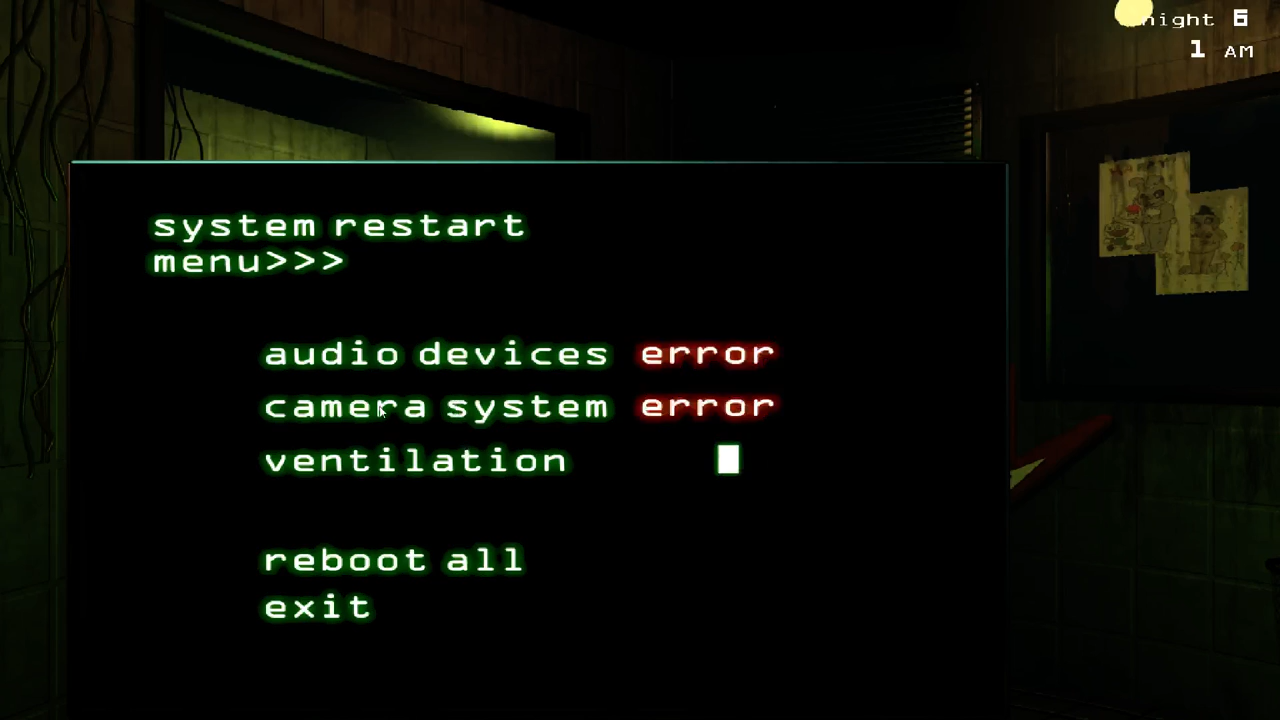 night 6
1 AM
system restart
menu>>>
audio devices error
camera system error
ventilation
reboot all
exit